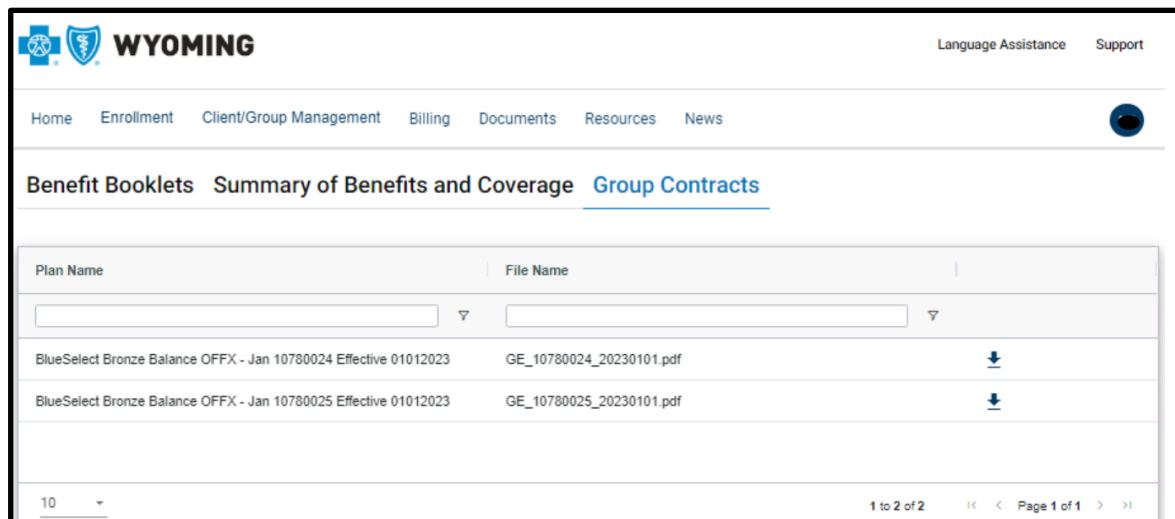 WYOMING
Language Assistance Support
Home Enrollment Client/Group Management Billing Documents Resources News
Benefit Booklets Summary of Benefits and Coverage Group Contracts
Plan Name File Name
BlueSelect Bronze Balance OFFX - Jan 10780024 Effective 01012023 GE_10780024_20230101.pdf
BlueSelect Bronze Balance OFFX - Jan 10780025 Effective 01012023 GE_10780025_20230101.pdf
10 1 to 2 of 2 Page 1 of 1